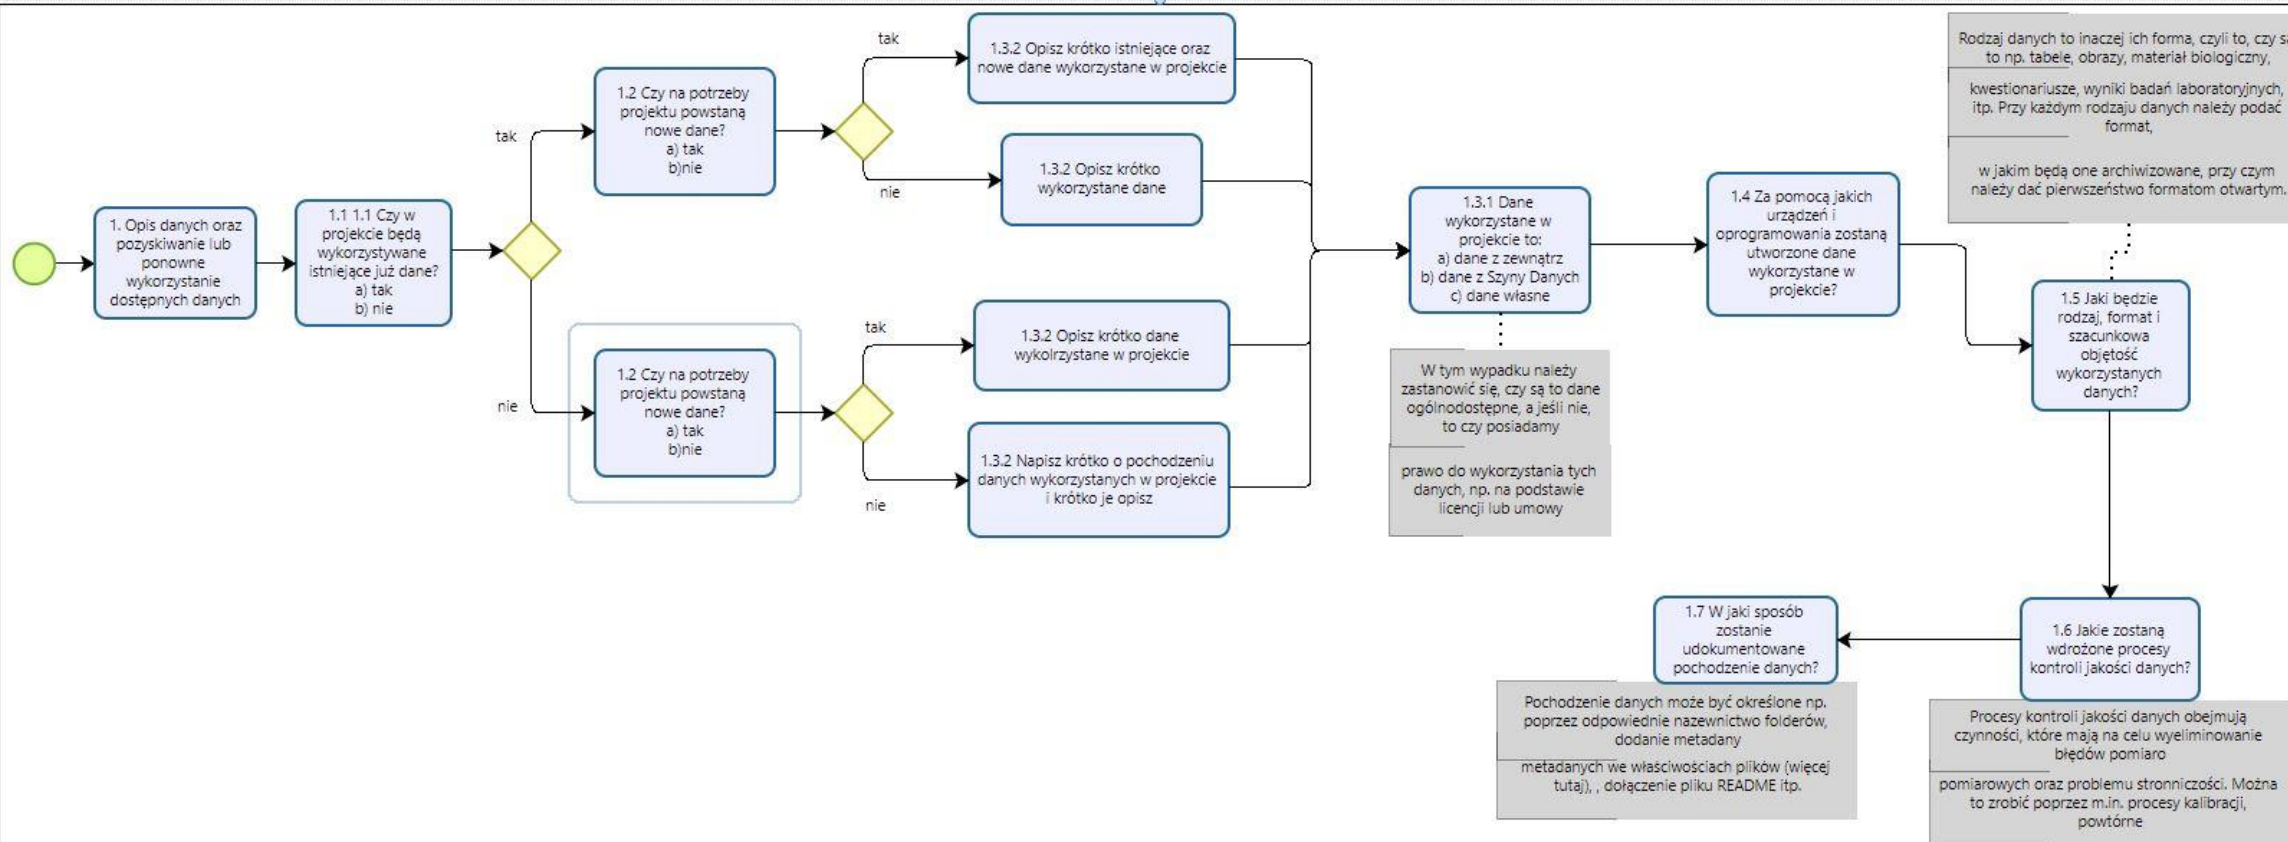 1. Opis danych oraz
pozyskiwanie lub
ponowne
wykorzystanie
dostępnych danych
1.1 1.1 Czy w
projekcie będą
wykorzystywane
istniejące już dane?
a) tak
b) nie
tak
nie
1.2 Czy na potrzeby
projektu powstaną
nowe dane?
a) tak
b)nie
tak
nie
1.3.2 Opisz krótko istniejące oraz
nowe dane wykorzystane w projekcie
1.3.2 Opisz krótko
wykorzystane dane
1.2 Czy na potrzeby
projektu powstaną
nowe dane?
a) tak
b)nie
tak
nie
1.3.2 Opisz krótko dane
wykolrzystane w projekcie
1.3.2 Napisz krótko o pochodzeniu
danych wykorzystanych w projekcie
i krótko je opisz
1.3.1 Dane
wykorzystane w
projekcie to:
a) dane z zewnątrz
b) dane z Szyny Danych
c) dane własne
W tym wypadku należy
zastanowić się, czy są to dane
ogólnodostępne, a jeśli nie,
to czy posiadamy
prawo do wykorzystania tych
danych, np. na podstawie
licencji lub umowy
1.4 Za pomocą jakich
urządzeń i
oprogramowania zostaną
utworzone dane
wykorzystane w
projekcie?
Rodzaj danych to inaczej ich forma, czyli to, czy są
to np. tabele, obrazy, materiał biologiczny,
kwestionariusze, wyniki badań laboratoryjnych,
itp. Przy każdym rodzaju danych należy podać
format,
w jakim będą one archiwizowane, przy czym
należy dać pierwszeństwo formatom otwartym.
1.5 Jaki będzie
rodzaj, format i
szacunkowa
objętość
wykorzystanych
danych?
1.6 Jakie zostaną
wdrożone procesy
kontroli jakości danych?
Procesy kontroli jakości danych obejmują
czynności, które mają na celu wyeliminowanie
błędów pomiaro
pomiarowych oraz problemu stronniczości. Można
to zrobić poprzez m.in. procesy kalibracji,
powtórne
1.7 W jaki sposób
zostanie
udokumentowane
pochodzenie danych?
Pochodzenie danych może być określone np.
poprzez odpowiednie nazewnictwo folderów,
dodanie metadany
metadanych we właściwościach plików (więcej
tutaj), , dołączenie pliku README itp.